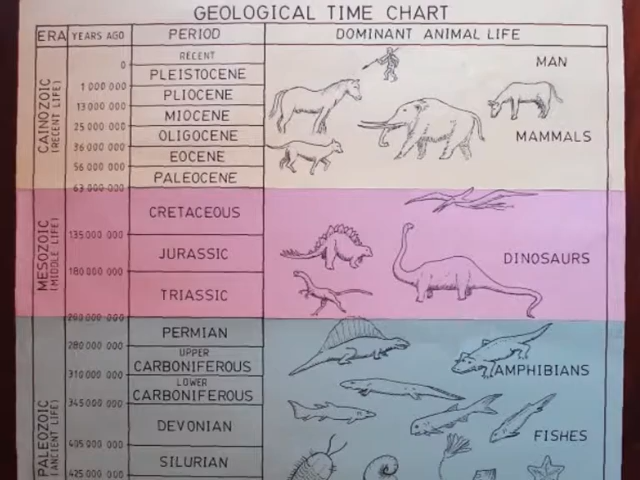 GEOLOGICAL TIME CHART
ERA
YEARS AGO
PERIOD
DOMINANT ANIMAL LIFE
CAINOZOIC
(RECENT LIFE)
0
RECENT
PLEISTOCENE
MAN
1 000 000
PLIOCENE
13 000 000
MIOCENE
25 000 000
OLIGOCENE
MAMMALS
36 000 000
EOCENE
56 000 000
PALEOCENE
63 000 000
MESOZOIC
(MIDDLE LIFE)
CRETACEOUS
135 000 000
JURASSIC
DINOSAURS
180 000 000
TRIASSIC
PALEOZOIC
(ANCIENT LIFE)
PERMIAN
280 000 000
UPPER
CARBONIFEROUS
AMPHIBIANS
310 000 000
LOWER
CARBONIFEROUS
345 000 000
DEVONIAN
FISHES
405 000 000
SILURIAN
425 000 000